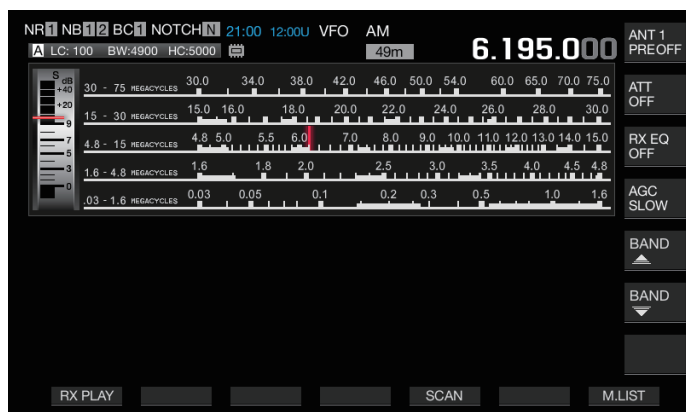 NR 1 NB 1 2 BC 1 NOTCH N 21:00 12:00U VFO AM
A LC: 100 BW:4900 HC:5000 49m 6.195.000
ANT 1
PREOFF
ATT
OFF
RX EQ
OFF
AGC
SLOW
BAND
BAND
S dB
+40
+20
9
7
5
3
0
30 - 75 MEGACYCLES 30.0 34.0 38.0 42.0 46.0 50.0 54.0 60.0 65.0 70.0 75.0
15 - 30 MEGACYCLES 15.0 16.0 18.0 20.0 22.0 24.0 26.0 28.0 30.0
4.8 - 15 MEGACYCLES 4.8 5.0 5.5 6.0 7.0 8.0 9.0 10.0 11.0 12.0 13.0 14.0 15.0
1.6 - 4.8 MEGACYCLES 1.6 1.8 2.0 2.5 3.0 3.5 4.0 4.5 4.8
.03 - 1.6 MEGACYCLES 0.03 0.05 0.1 0.2 0.3 0.5 1.0 1.6
RX PLAY SCAN M.LIST